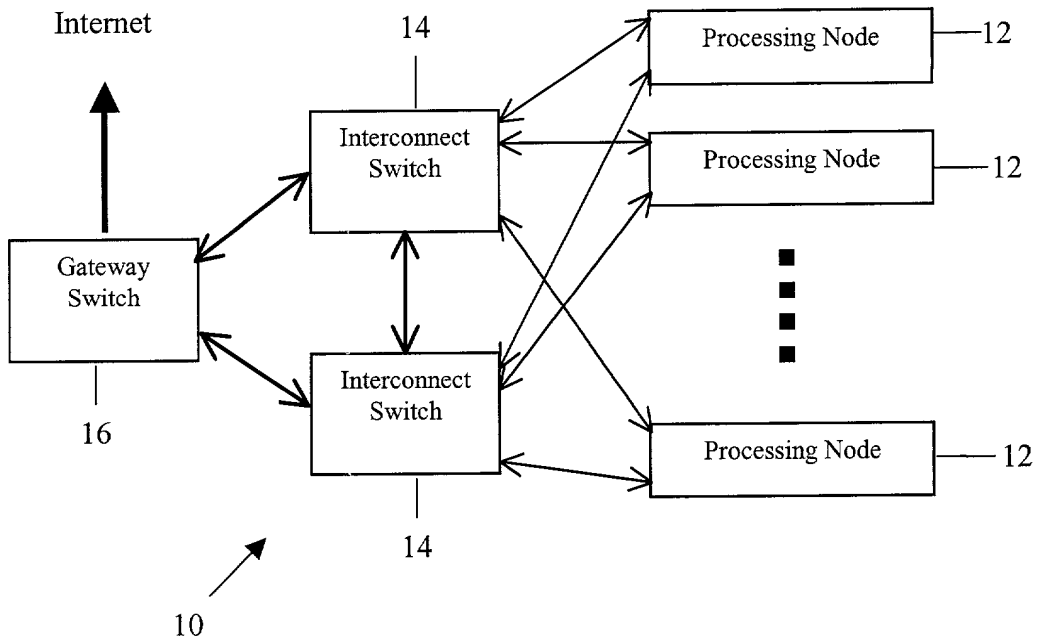 Internet
14
Processing Node
12
Interconnect
Switch
Processing Node
12
Gateway
Switch
Interconnect
Switch
16
Processing Node
12
14
10